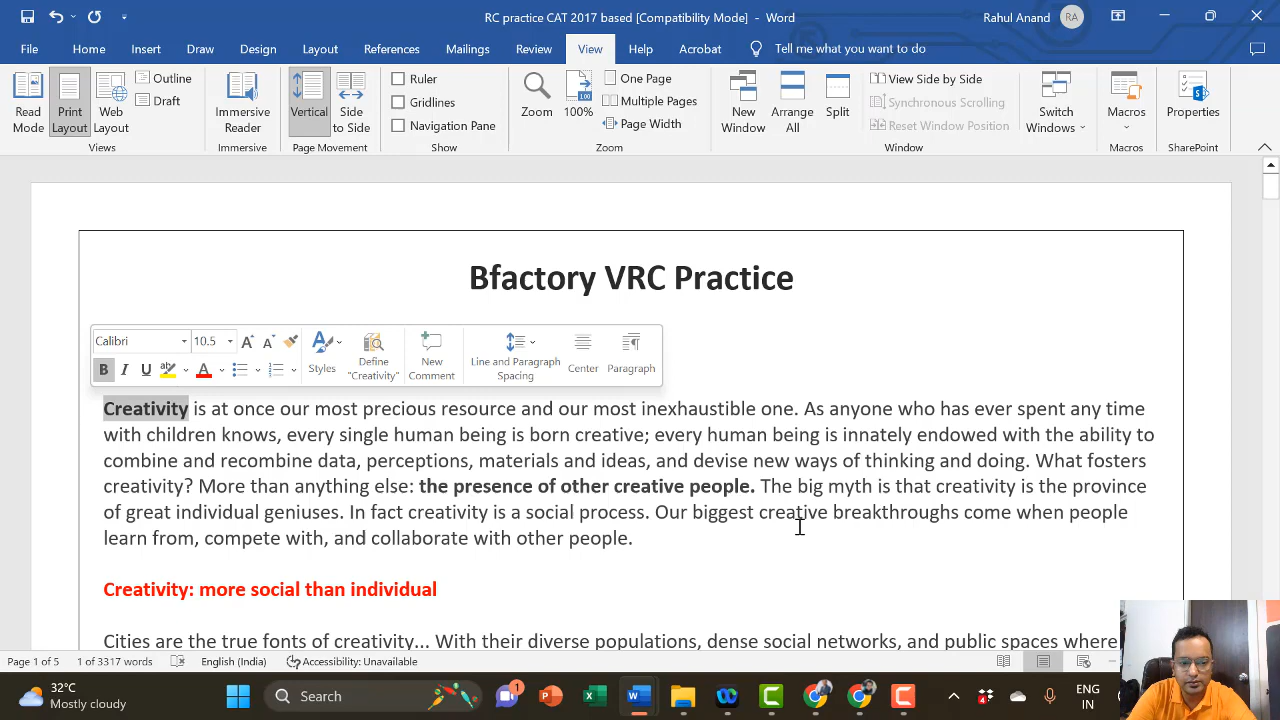 RC practice CAT 2017 based [Compatibility Mode] - Word
Rahul Anand
RA
File Home Insert Draw Design Layout References Mailings Review View Help Acrobat Tell me what you want to do
Read Mode
Print Layout
Web Layout
Outline
Draft
Views
Immersive Reader
Immersive
Vertical
Side to Side
Page Movement
Ruler
Gridlines
Navigation Pane
Show
Zoom
100
100%
One Page
Multiple Pages
Page Width
Zoom
New Window
Arrange All
Split
View Side by Side
Synchronous Scrolling
Reset Window Position
Window
Switch Windows
Macros
Macros
Properties
SharePoint
Bfactory VRC Practice
Calibri 10.5
B I U
Styles
Define "Creativity"
New Comment
Line and Paragraph Spacing
Center
Paragraph
Creativity is at once our most precious resource and our most inexhaustible one. As anyone who has ever spent any time
with children knows, every single human being is born creative; every human being is innately endowed with the ability to
combine and recombine data, perceptions, materials and ideas, and devise new ways of thinking and doing. What fosters
creativity? More than anything else: the presence of other creative people. The big myth is that creativity is the province
of great individual geniuses. In fact creativity is a social process. Our biggest creative breakthroughs come when people
learn from, compete with, and collaborate with other people.
Creativity: more social than individual
Cities are the true fonts of creativity... With their diverse populations, dense social networks, and public spaces where
Page 1 of 5 1 of 3317 words English (India) Accessibility: Unavailable
32°C
Mostly cloudy
Search
1
4
ENG
IN